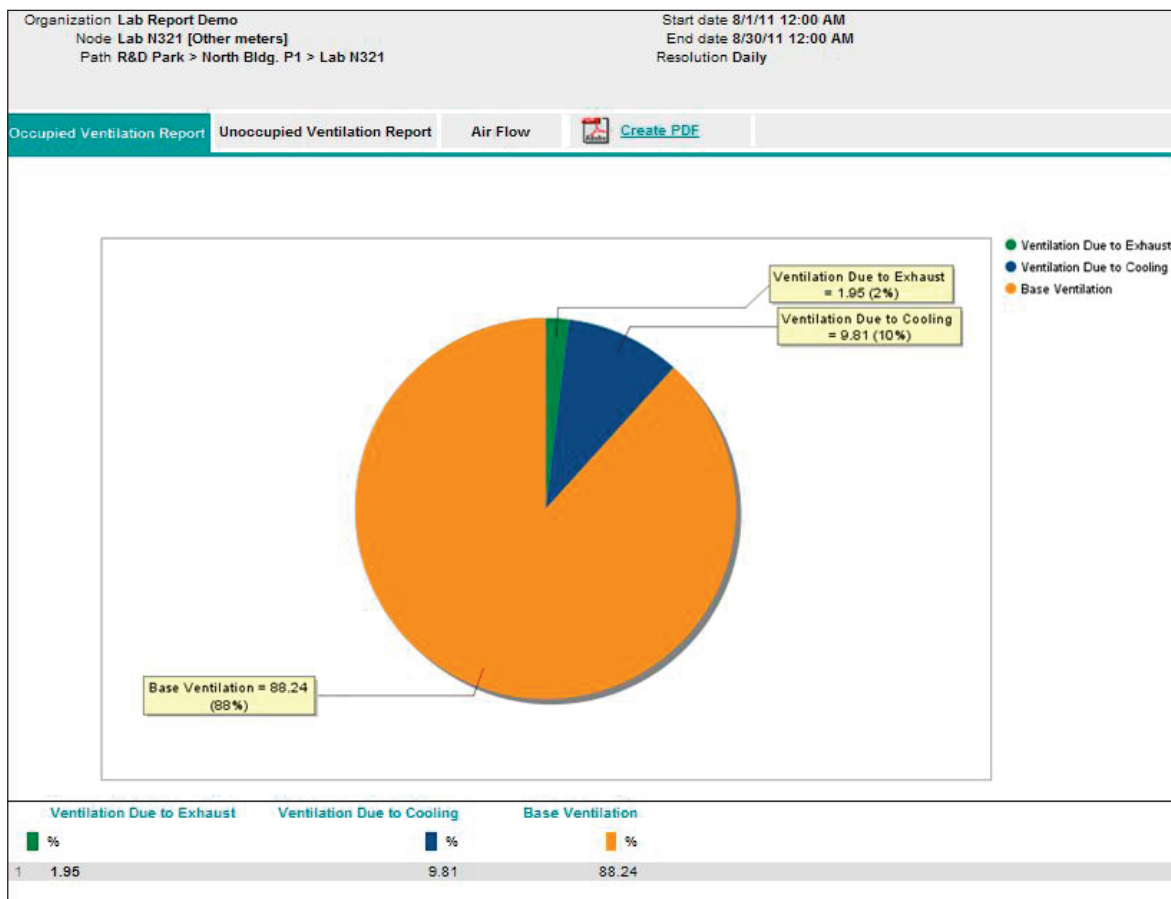 Organization Lab Report Demo
Node Lab N321 [Other meters]
Path R&D Park > North Bldg. P1 > Lab N321
Start date 8/1/11 12:00 AM
End date 8/30/11 12:00 AM
Resolution Daily
Occupied Ventilation Report Unoccupied Ventilation Report Air Flow Create PDF
Ventilation Due to Exhaust
Ventilation Due to Cooling
Base Ventilation
Ventilation Due to Exhaust
= 1.95 (2%)
Ventilation Due to Cooling
= 9.81 (10%)
Base Ventilation = 88.24
(88%)
Ventilation Due to Exhaust Ventilation Due to Cooling Base Ventilation
% % %
1 1.95 9.81 88.24